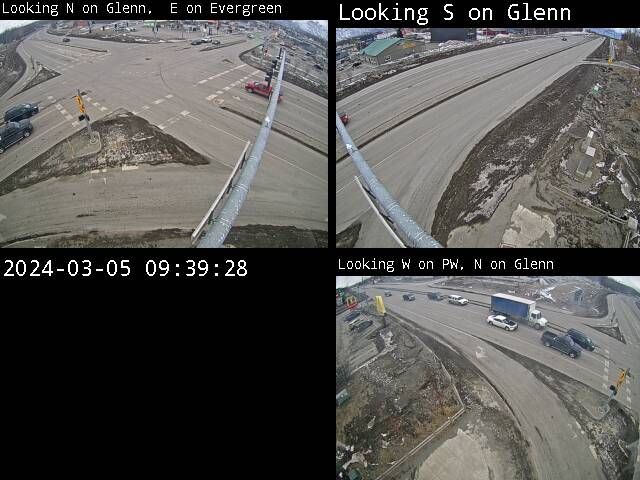 Looking N on Glenn,  E on Evergreen
Looking S on Glenn
2024-03-05 09:39:28
Looking W on PW, N on Glenn